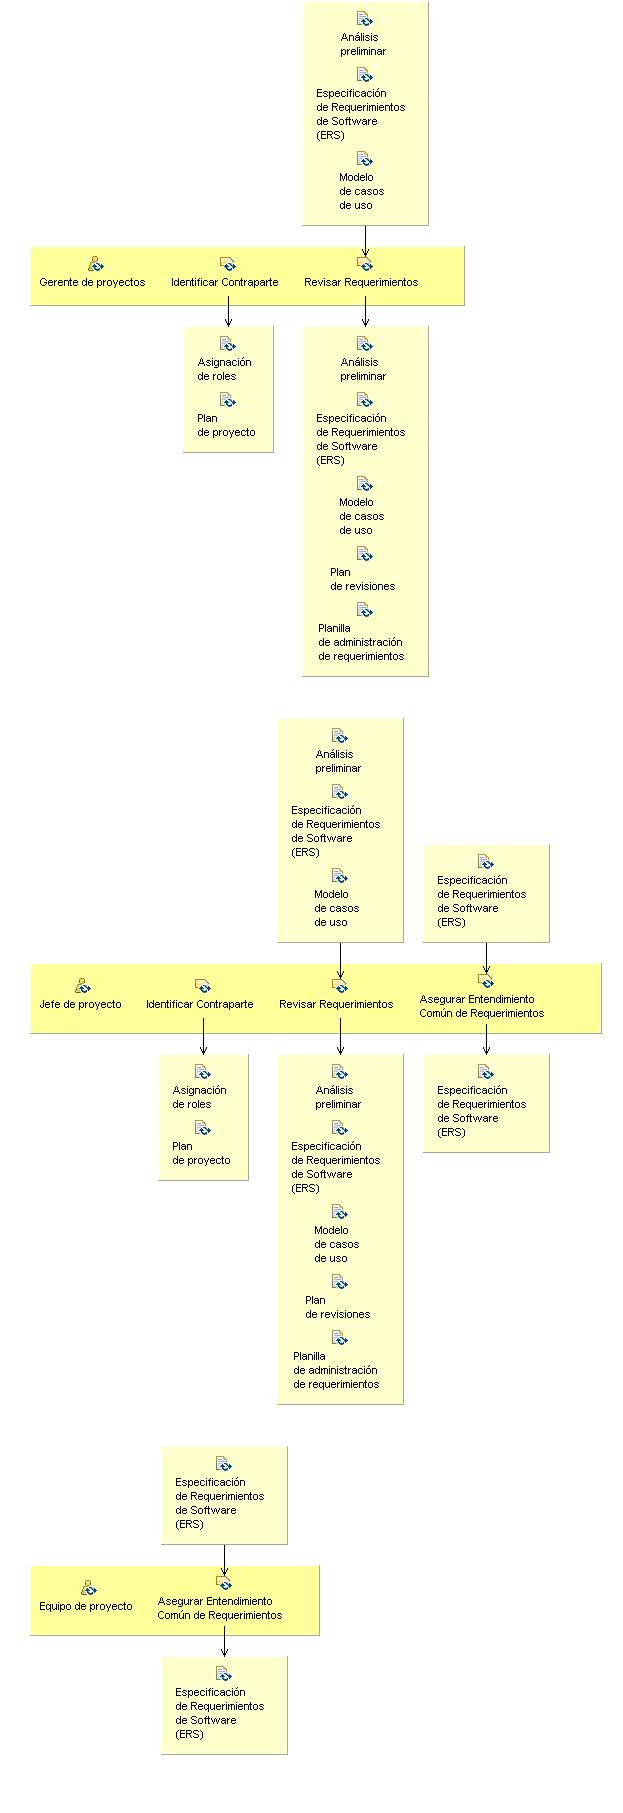 Análisis
preliminar
Especificación
de Requerimientos
de Software
(ERS)
Modelo
de casos
de uso
Gerente de proyectos
Identificar Contraparte
Revisar Requerimientos
Asignación
de roles
Plan
de proyecto
Análisis
preliminar
Especificación
de Requerimientos
de Software
(ERS)
Modelo
de casos
de uso
Plan
de revisiones
Planilla
de administración
de requerimientos
Análisis
preliminar
Especificación
de Requerimientos
de Software
(ERS)
Modelo
de casos
de uso
Especificación
de Requerimientos
de Software
(ERS)
Jefe de proyecto
Identificar Contraparte
Revisar Requerimientos
Asegurar Entendimiento
Común de Requerimientos
Asignación
de roles
Plan
de proyecto
Análisis
preliminar
Especificación
de Requerimientos
de Software
(ERS)
Modelo
de casos
de uso
Plan
de revisiones
Planilla
de administración
de requerimientos
Especificación
de Requerimientos
de Software
(ERS)
Especificación
de Requerimientos
de Software
(ERS)
Equipo de proyecto
Asegurar Entendimiento
Común de Requerimientos
Especificación
de Requerimientos
de Software
(ERS)